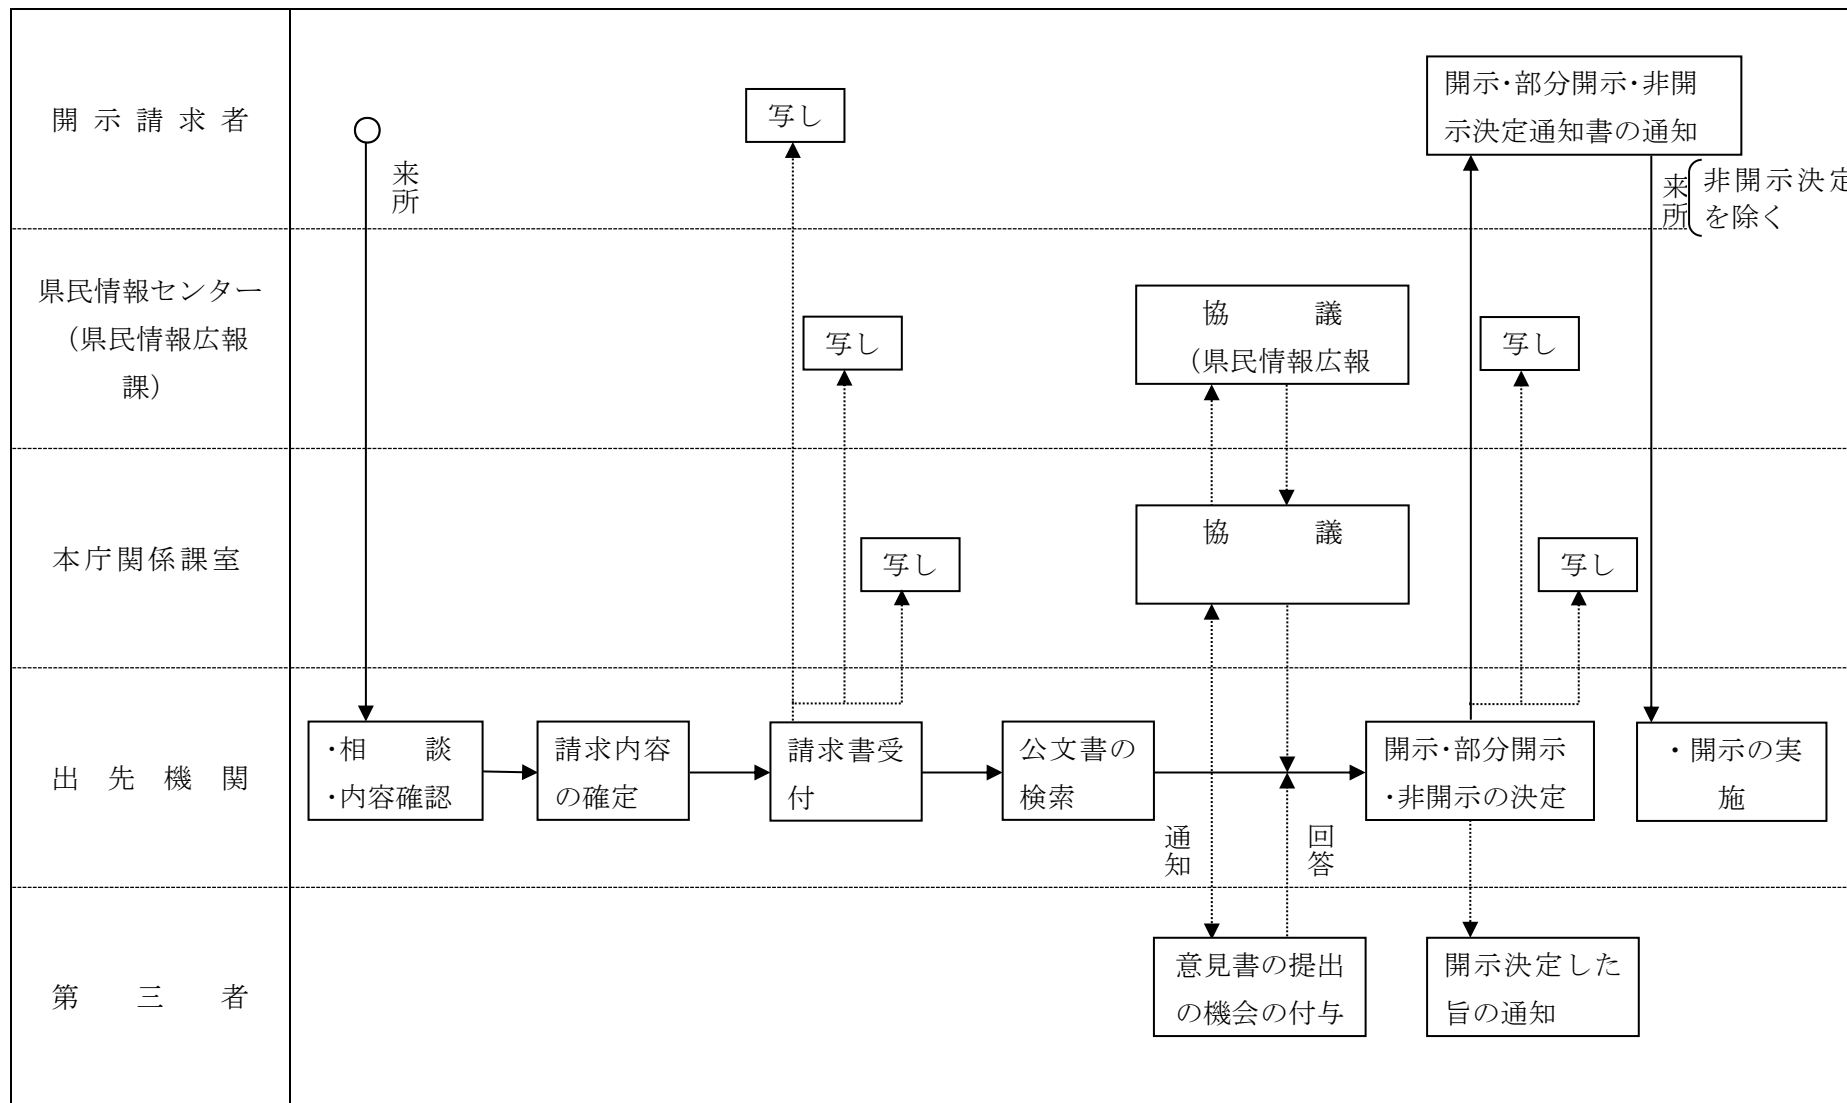 開示請求者
来所
写し
開示・部分開示・非開
示決定通知書の通知
来所
非開示決定
を除く
県民情報センター
（県民情報広報
課）
写し
協　　議
（県民情報広報
写し
本庁関係課室
写し
協　　議
写し
出先機関
・相　　談
・内容確認
請求内容
の確定
請求書受
付
公文書の
検索
開示・部分開示
・非開示の決定
・開示の実
施
通知
回答
第三者
意見書の提出
の機会の付与
開示決定した
旨の通知